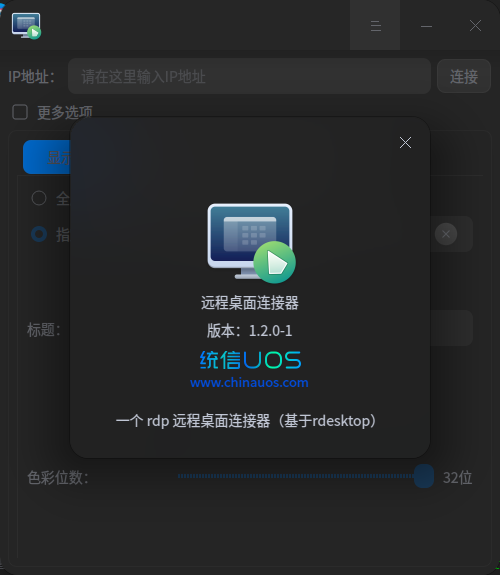 IP地址：
请在这里输入IP地址
连接
更多选项
全
指
远程桌面连接器
版本：1.2.0-1
标题：
统信UOS
www.chinauos.com
一个 rdp 远程桌面连接器（基于rdesktop）
色彩位数：
32位